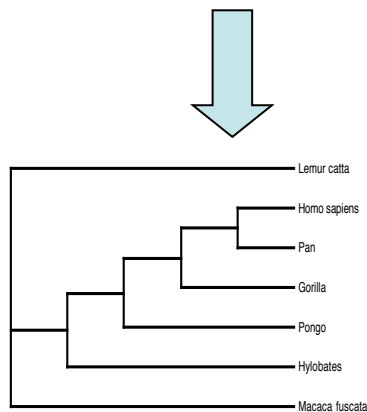 Lemur catta
Homo sapiens
Pan
Gorilla
Pongo
Hylobates
Macaca fuscata